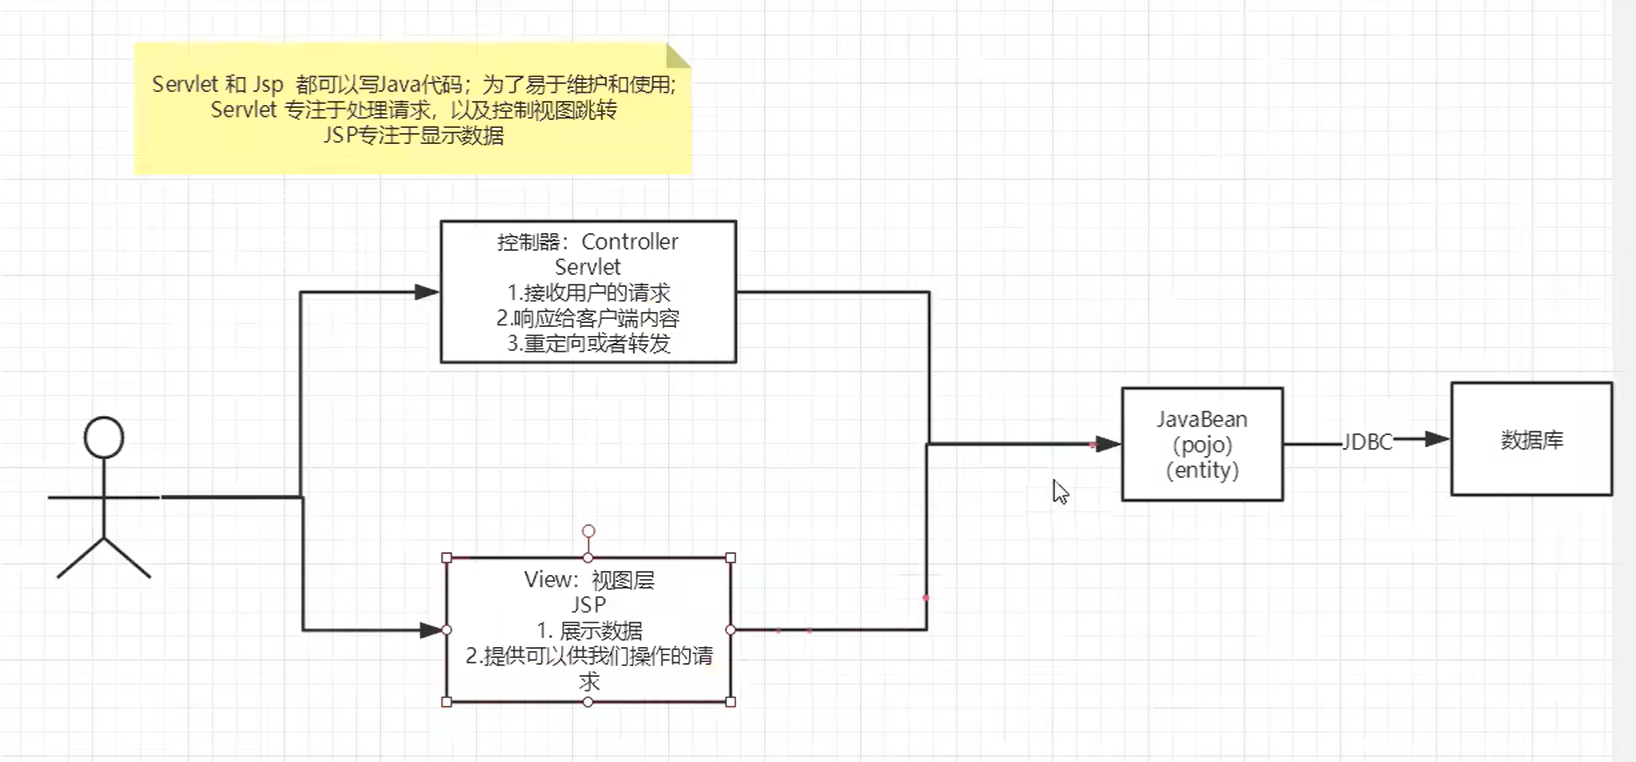 Servlet 和 Jsp  都可以写Java代码；为了易于维护和使用;
Servlet 专注于处理请求，以及控制视图跳转
JSP专注于显示数据
控制器：Controller
Servlet
1.接收用户的请求
2.响应给客户端内容
3.重定向或者转发
JavaBean
(pojo)
(entity)
JDBC
数据库
View：视图层
JSP
1. 展示数据
2.提供可以供我们操作的请
求